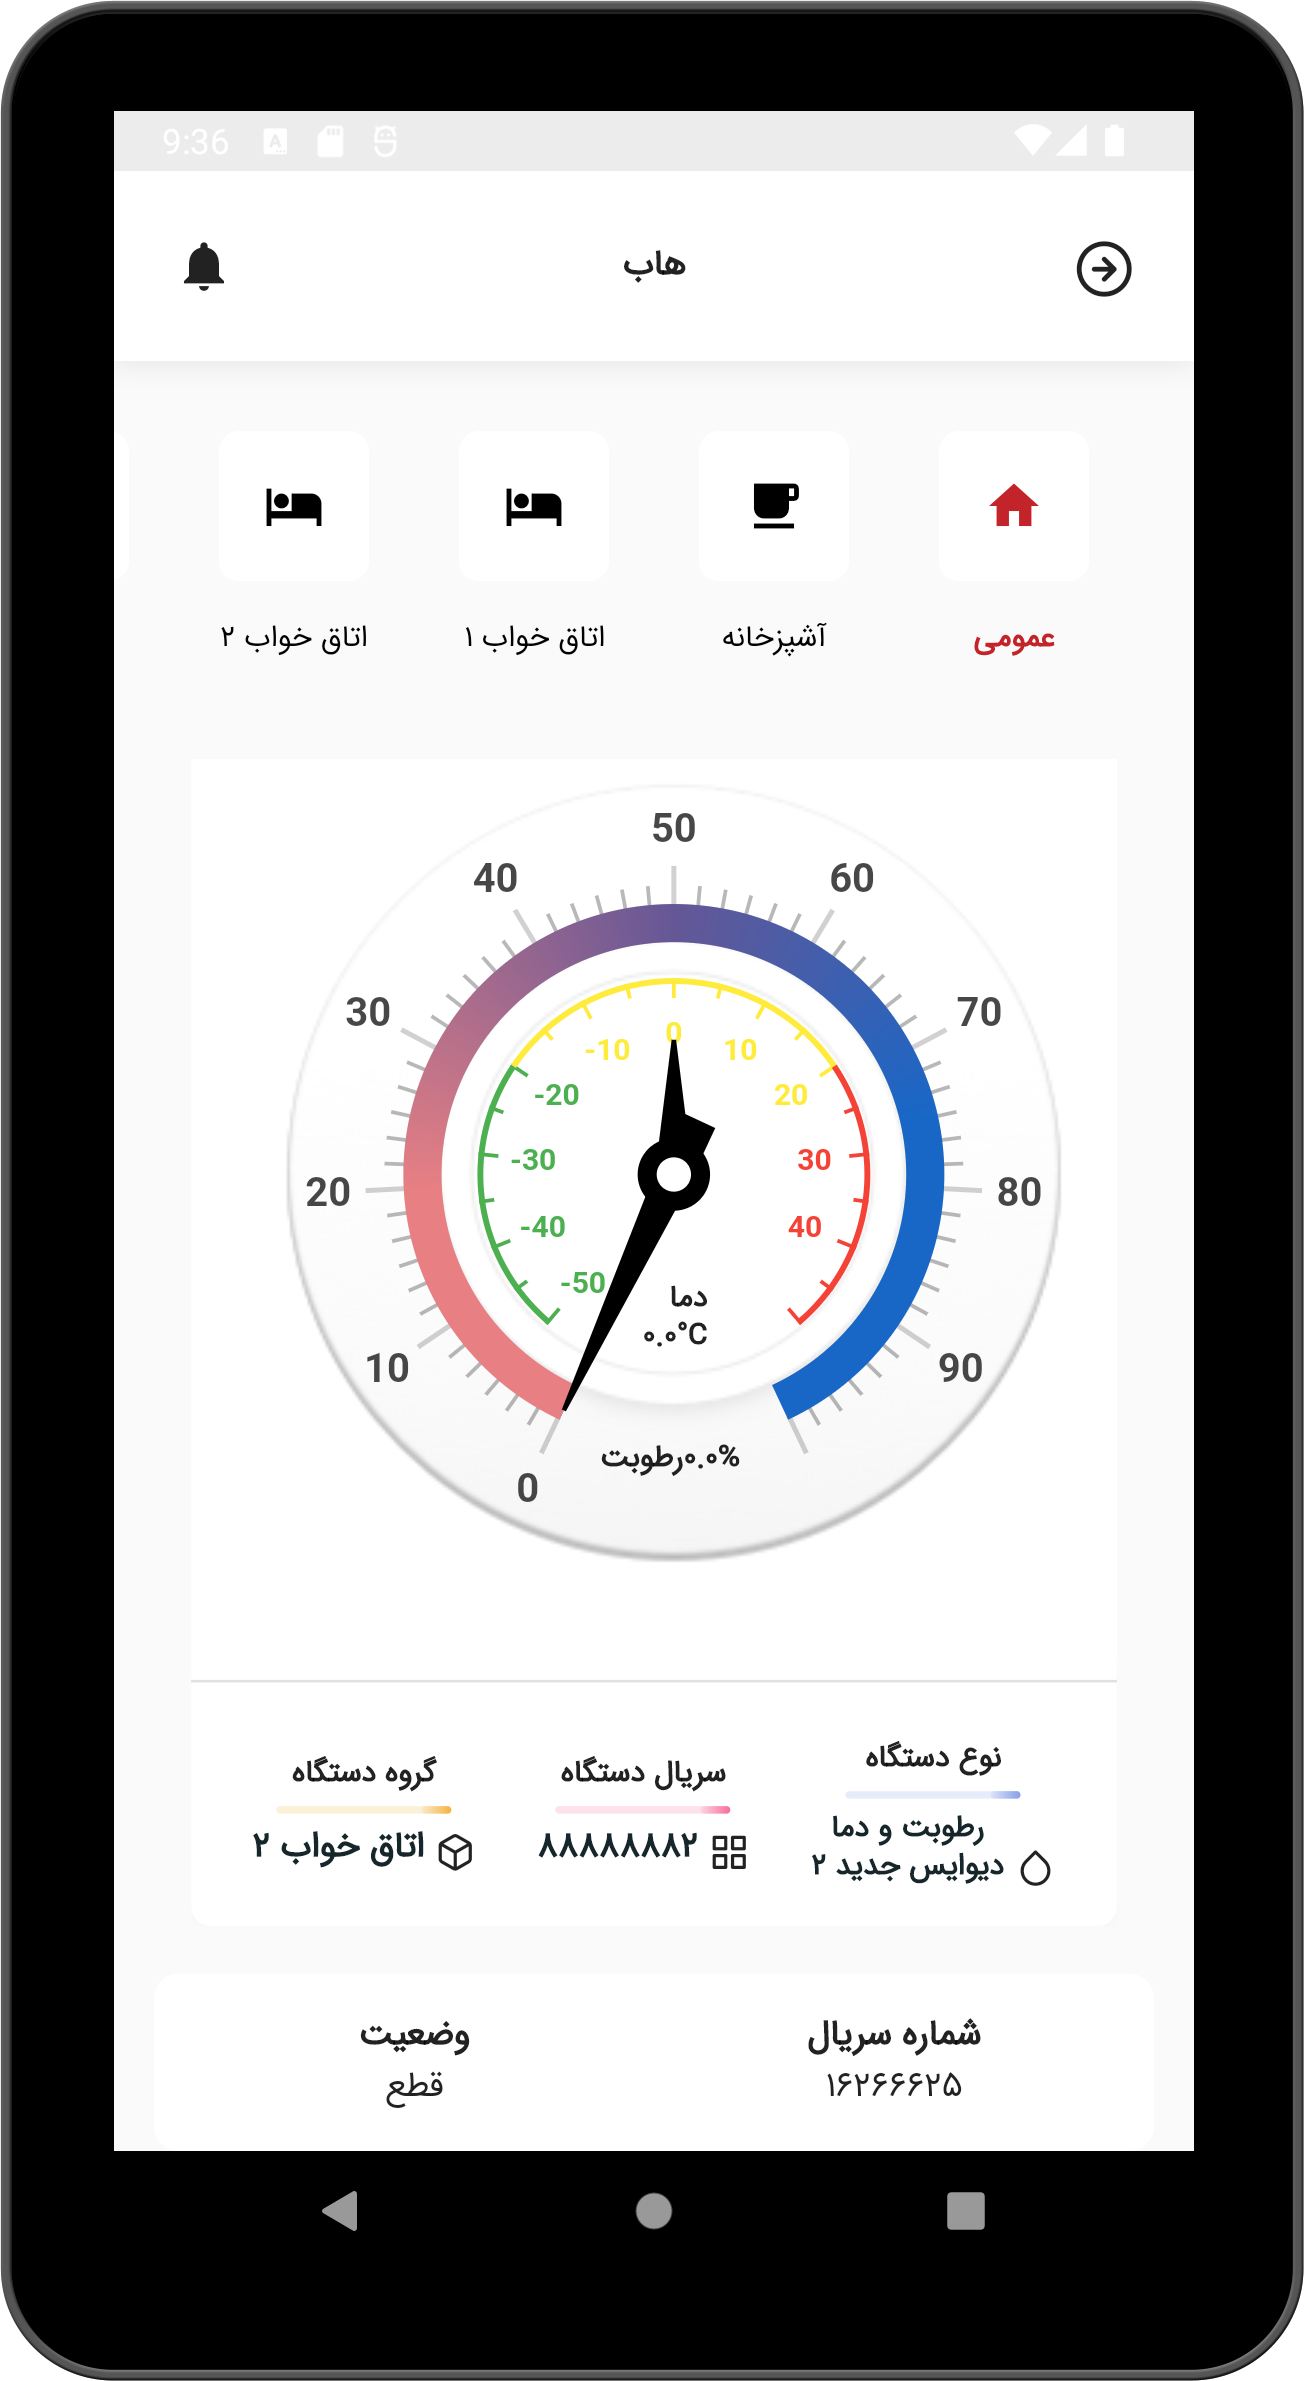 9:36
هاب
عمومی
آشپزخانه
اتاق خواب ۱
اتاق خواب ۲
50
40
60
30
70
20
80
10
90
0
0
-10
10
-20
20
-30
30
-40
40
-50
دما
۰.۰°C
۰.۰%رطوبت
نوع دستگاه
رطوبت و دما
دیوایس جدید ۲
سریال دستگاه
۸۸۸۸۸۸۸۲
گروه دستگاه
اتاق خواب ۲
شماره سریال
۱۶۲۶۶۶۲۵
وضعیت
قطع